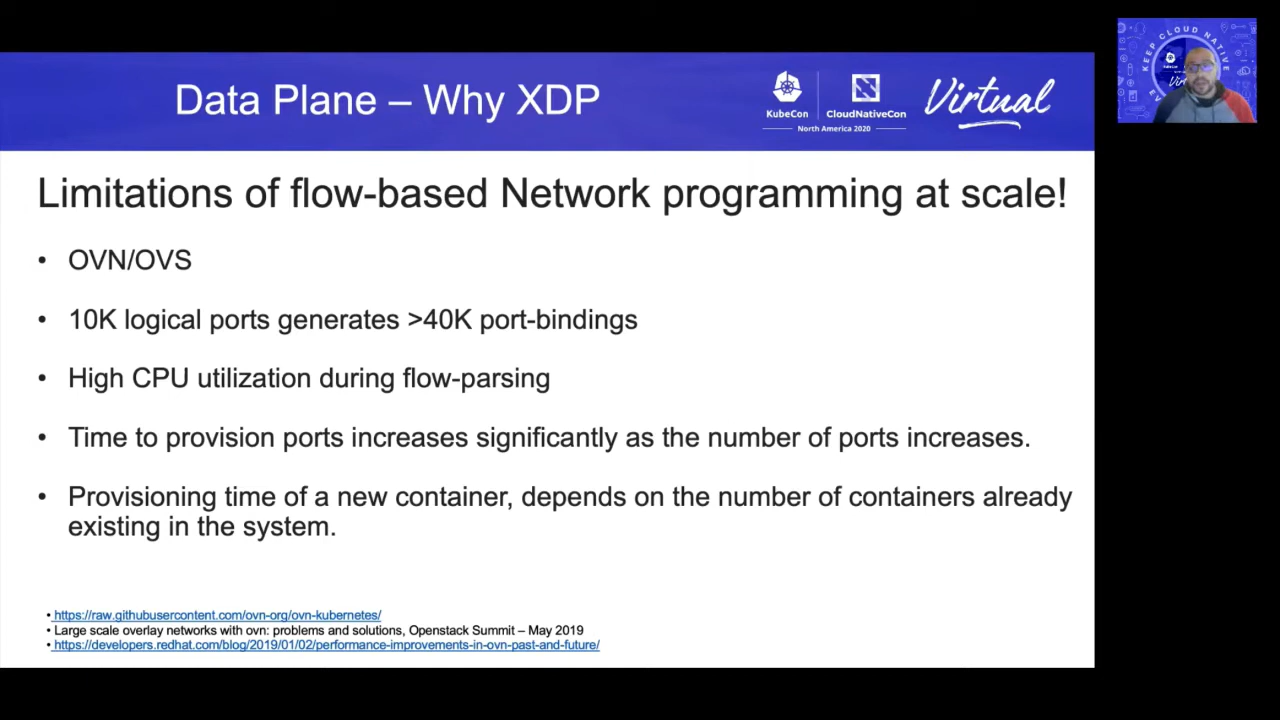 Data Plane – Why XDP
KubeCon
CloudNativeCon
North America 2020
Virtual
KEEP CLOUD NATIVE
Limitations of flow-based Network programming at scale!
• OVN/OVS
• 10K logical ports generates >40K port-bindings
• High CPU utilization during flow-parsing
• Time to provision ports increases significantly as the number of ports increases.
• Provisioning time of a new container, depends on the number of containers already
existing in the system.
• https://raw.githubusercontent.com/ovn-org/ovn-kubernetes/
• Large scale overlay networks with ovn: problems and solutions, Openstack Summit – May 2019
• https://developers.redhat.com/blog/2019/01/02/performance-improvements-in-ovn-past-and-future/